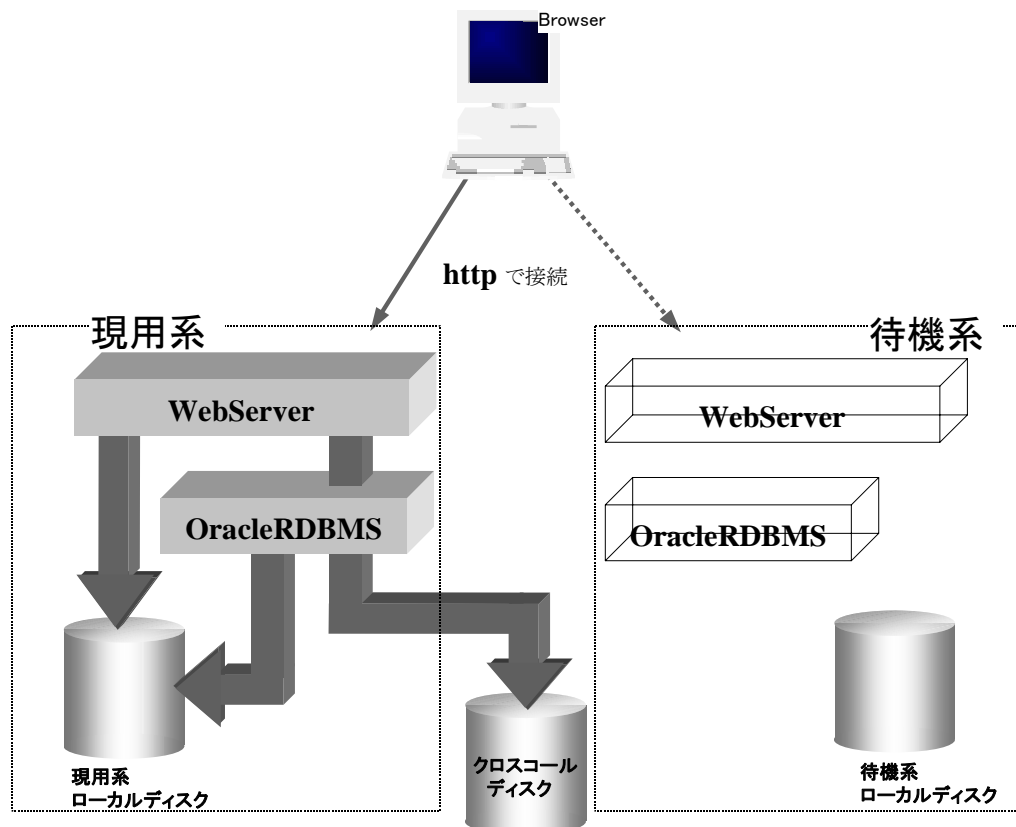 Browser
http で接続
現用系
WebServer
OracleRDBMS
現用系
ローカルディスク
クロスコール
ディスク
待機系
WebServer
OracleRDBMS
待機系
ローカルディスク